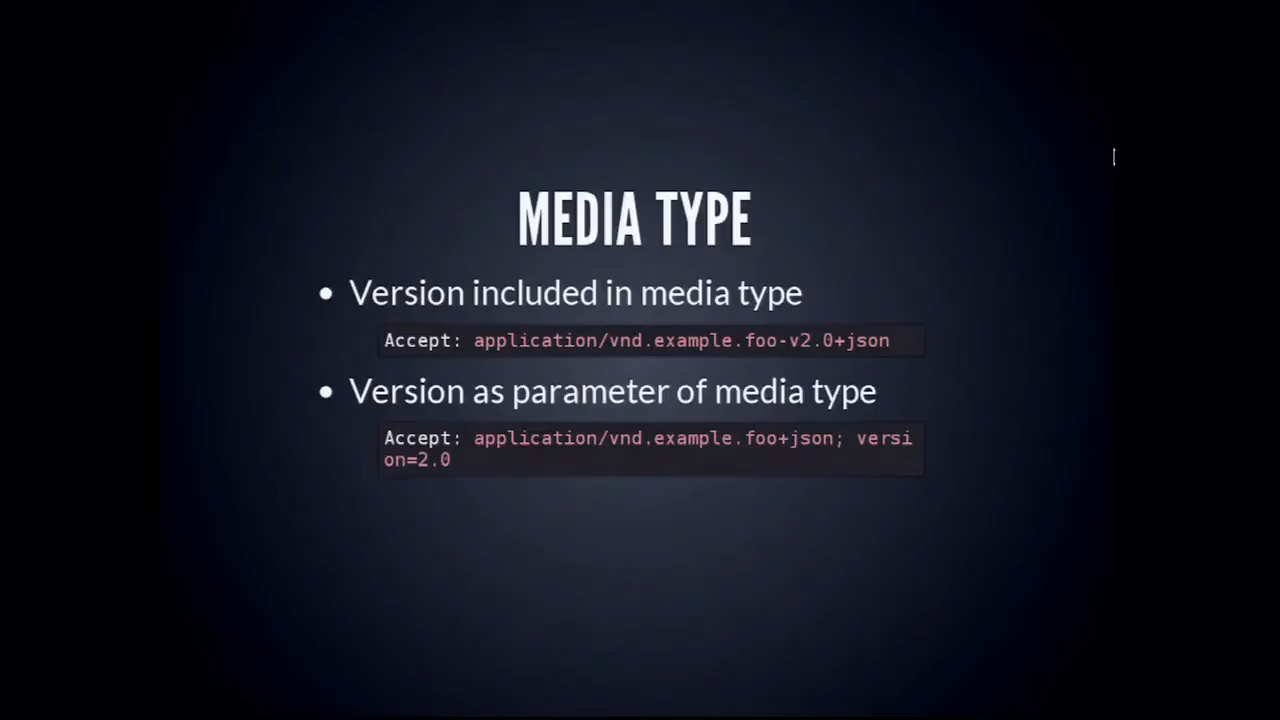 MEDIA TYPE
Version included in media type
Accept: application/vnd.example.foo-v2.0+json
Version as parameter of media type
Accept: application/vnd.example.foo+json; versi
on=2.0